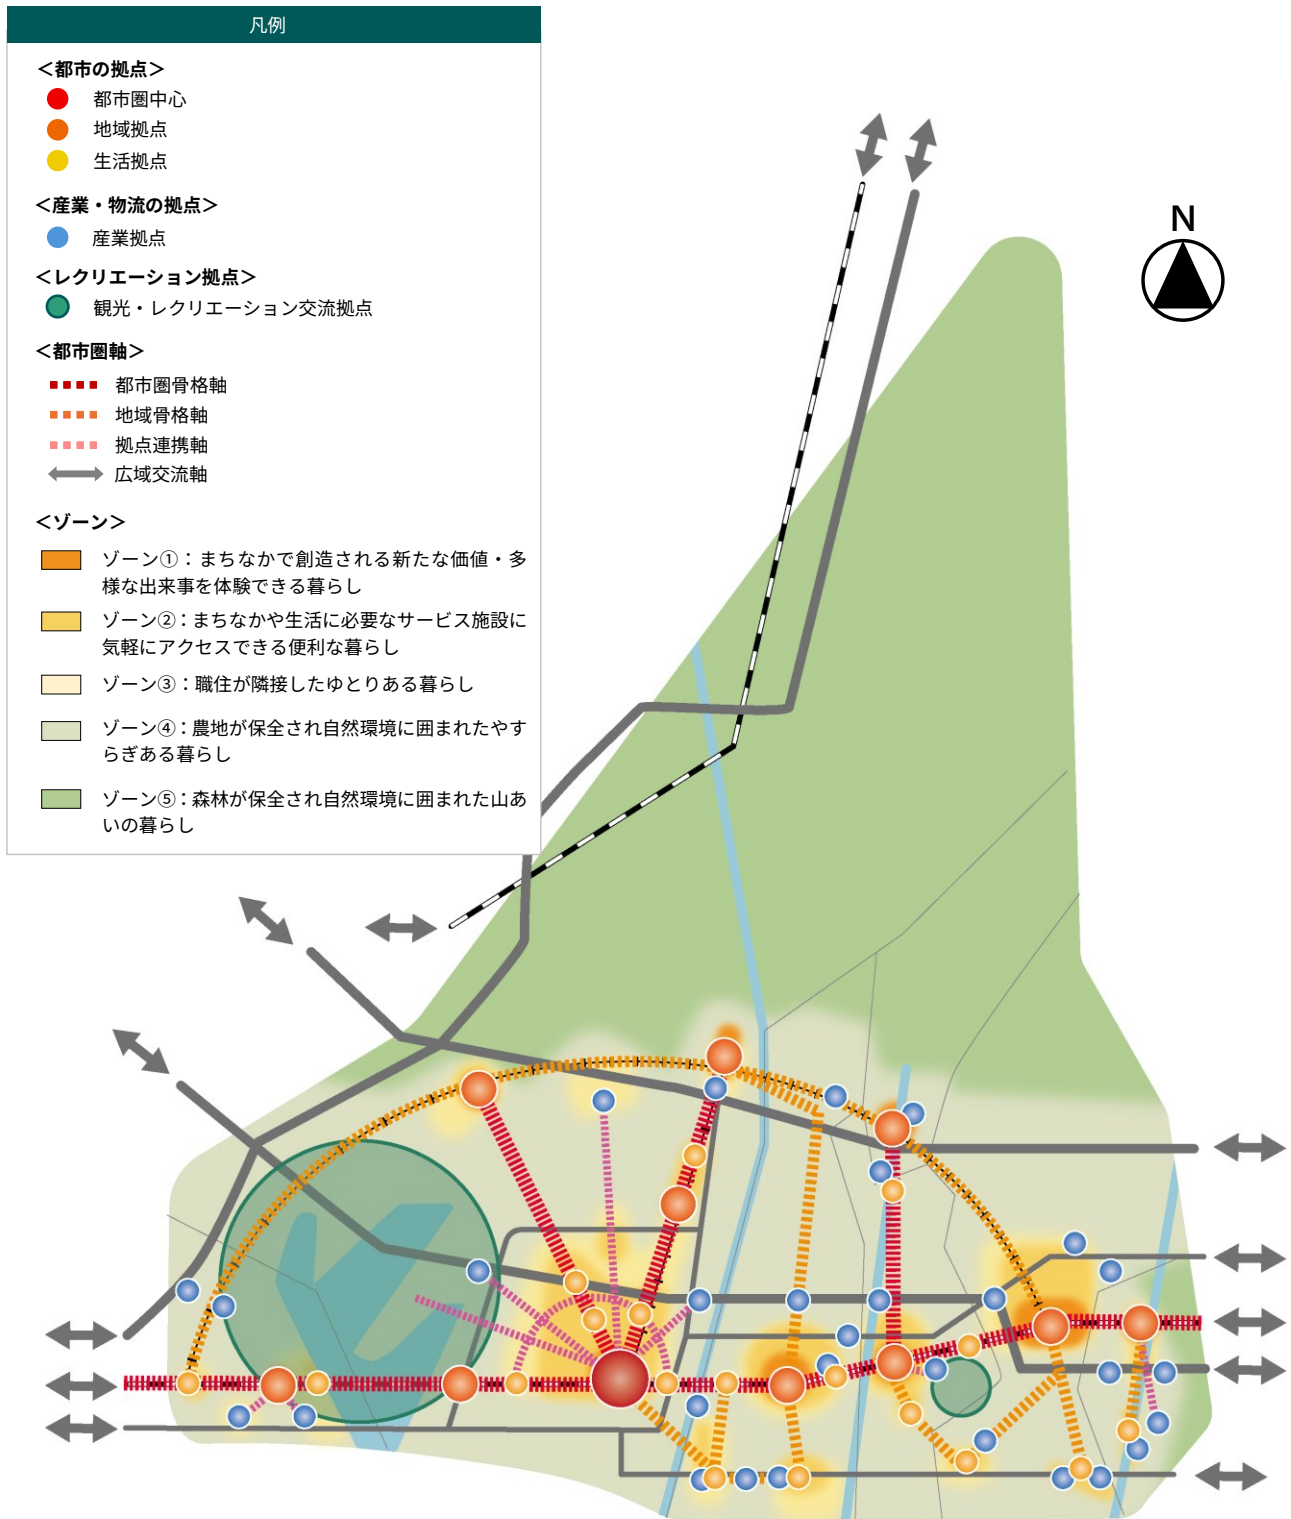 凡例
＜都市の拠点＞
都市圏中心
地域拠点
生活拠点
＜産業・物流の拠点＞
産業拠点
＜レクリエーション拠点＞
観光・レクリエーション交流拠点
＜都市圏軸＞
都市圏骨格軸
地域骨格軸
拠点連携軸
広域交流軸
＜ゾーン＞
ゾーン①：まちなかで創造される新たな価値・多
様な出来事を体験できる暮らし
ゾーン②：まちなかや生活に必要なサービス施設に
気軽にアクセスできる便利な暮らし
ゾーン③：職住が隣接したゆとりある暮らし
ゾーン④：農地が保全され自然環境に囲まれたやす
らぎある暮らし
ゾーン⑤：森林が保全され自然環境に囲まれた山あ
いの暮らし
N